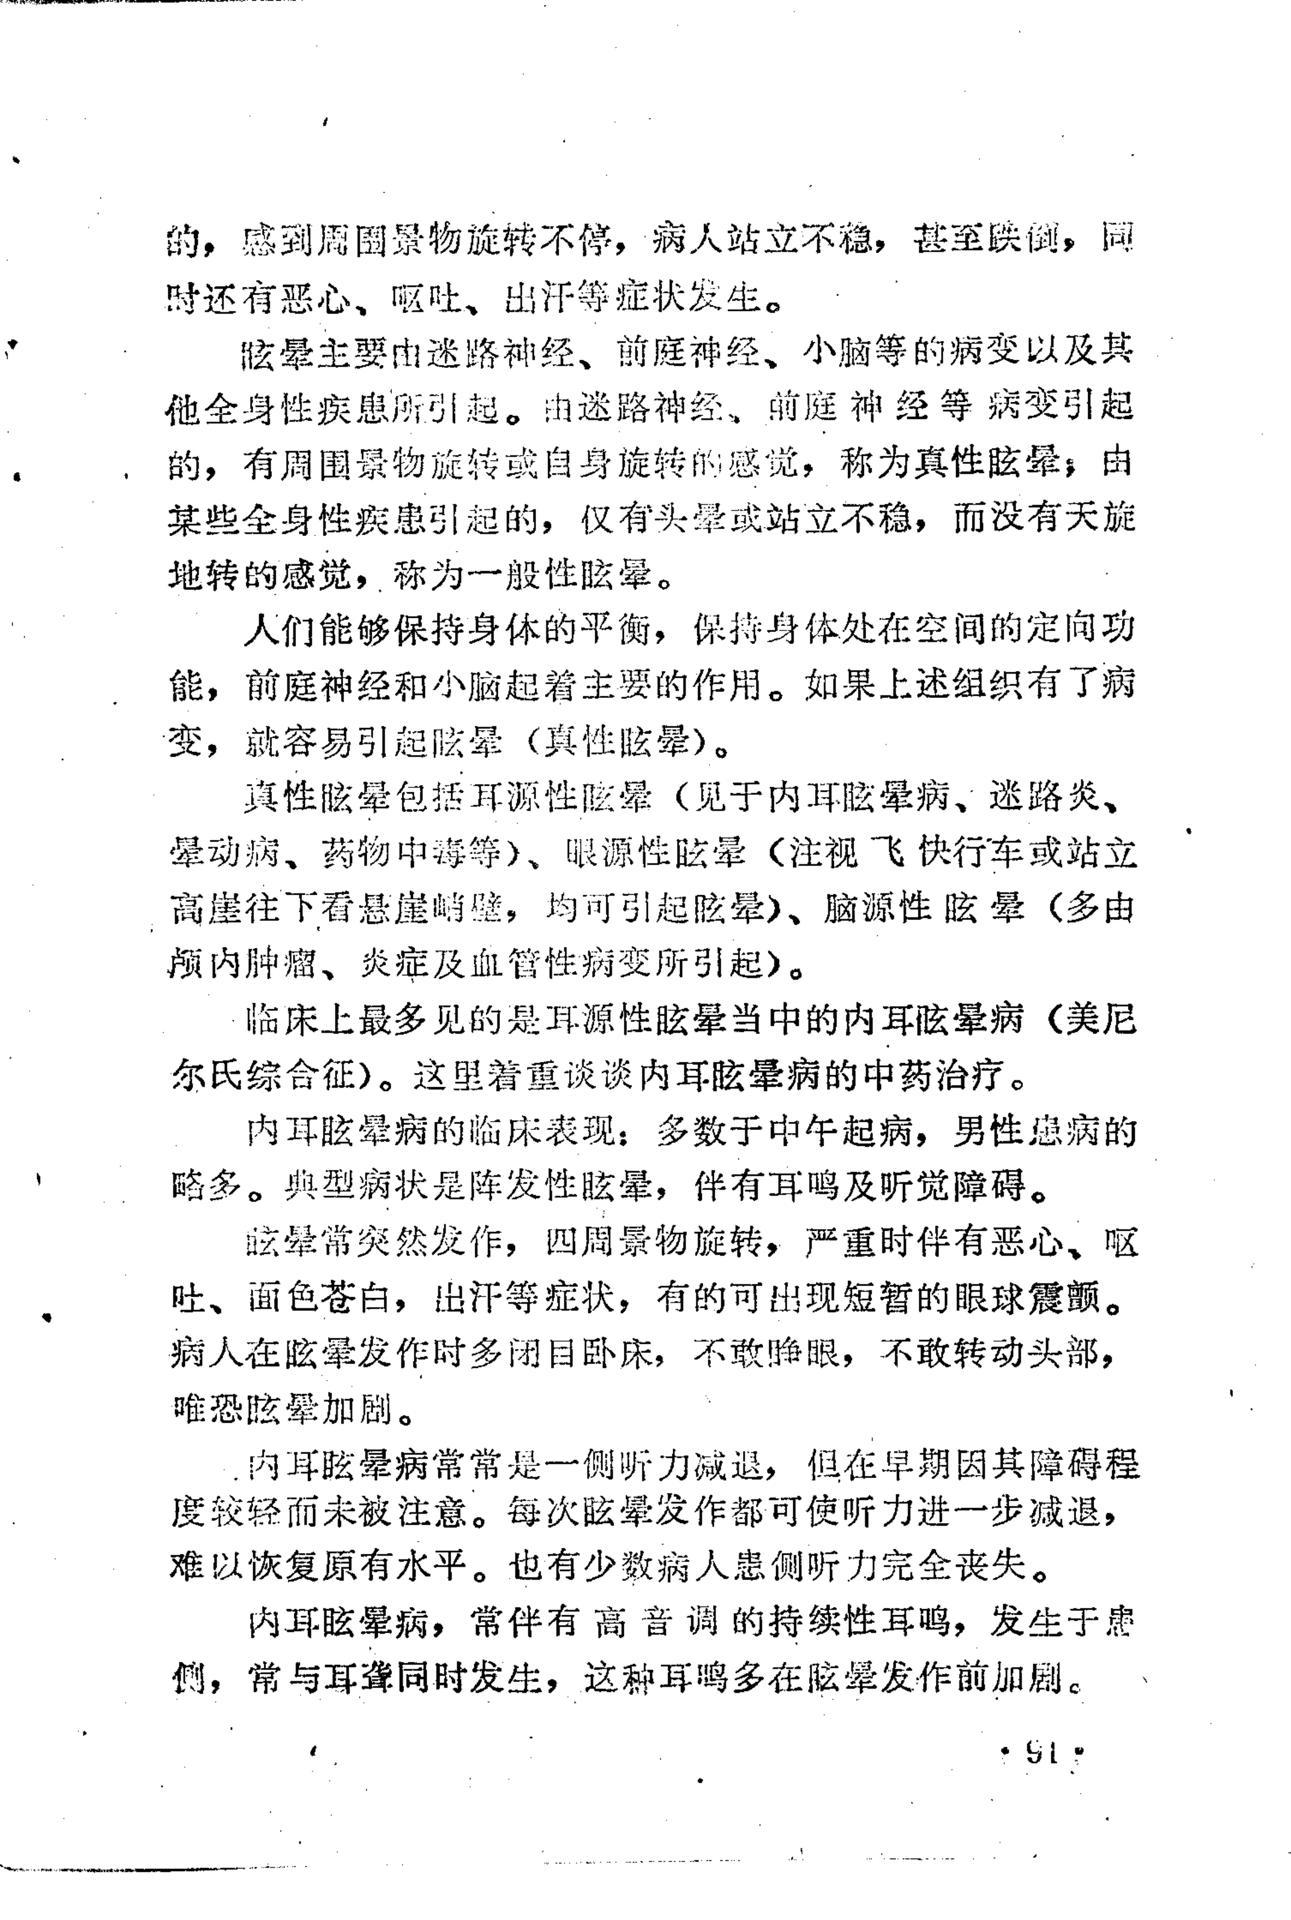 的，感到周围景物旋转不停，病人站立不稳，甚至跌倒，同
时还有恶心、呕吐、出汗等症状发生。
眩晕主要由迷路神经、前庭神经、小脑等的病变以及其
他全身性疾患所引起。由迷路神经、前庭神经等病变引起
的，有周围景物旋转或自身旋转的感觉，称为真性眩晕；由
某些全身性疾患引起的，仅有头晕或站立不稳，而没有天旋
地转的感觉，称为一般性眩晕。
人们能够保持身体的平衡，保持身体处在空间的定向功
能，前庭神经和小脑起着主要的作用。如果上述组织有了病
变，就容易引起眩晕（真性眩晕）。
真性眩晕包括耳源性眩晕（见于内耳眩晕病、迷路炎、
晕动病、药物中毒等）、眼源性眩晕（注视飞快行车或站立
高崖往下看悬崖峭壁，均可引起眩晕）、脑源性眩晕（多由
颅内肿瘤、炎症及血管性病变所引起）。
临床上最多见的是耳源性眩晕当中的内耳眩晕病（美尼
尔氏综合征）。这里着重谈谈内耳眩晕病的中药治疗。
内耳眩晕病的临床表现：多数于中午起病，男性患病的
略多。典型病状是阵发性眩晕，伴有耳鸣及听觉障碍。
眩晕常突然发作，四周景物旋转，严重时伴有恶心、呕
吐、面色苍白，出汗等症状，有的可出现短暂的眼球震颤。
病人在眩晕发作时多闭目卧床，不敢睁眼，不敢转动头部，
唯恐眩晕加剧。
内耳眩晕病常常是一侧听力减退，但在早期因其障碍程
度较轻而未被注意。每次眩晕发作都可使听力进一步减退，
难以恢复原有水平。也有少数病人患侧听力完全丧失。
内耳眩晕病，常伴有高音调的持续性耳鸣，发生于患
侧，常与耳聋同时发生，这种耳鸣多在眩晕发作前加剧。
·91·